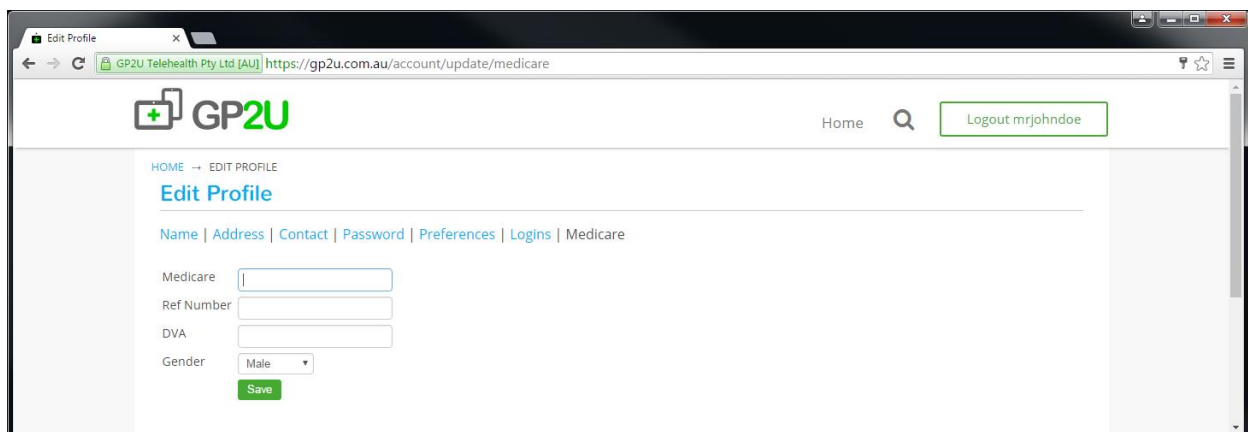 Edit Profile
GP2U Telehealth Pty Ltd [AU] https://gp2u.com.au/account/update/medicare
GP2U
Home
Logout mrjohndoe
HOME → EDIT PROFILE
Edit Profile
Name | Address | Contact | Password | Preferences | Logins | Medicare
Medicare
Ref Number
DVA
Gender Male
Save